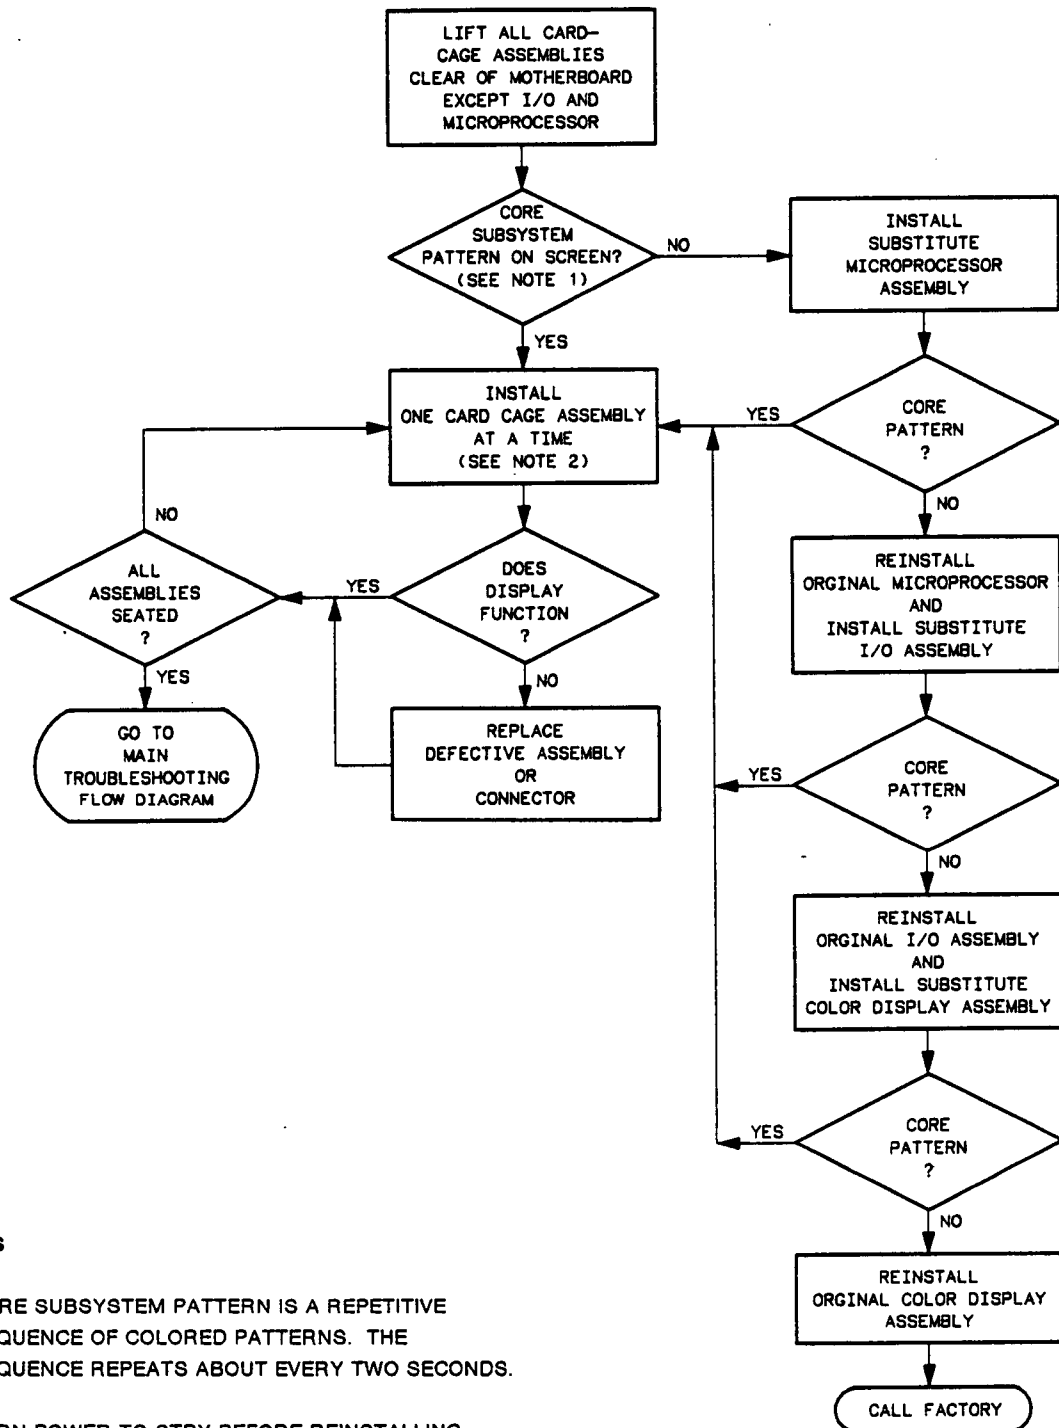 LIFT ALL CARD-
CAGE ASSEMBLIES
CLEAR OF MOTHERBOARD
EXCEPT I/O AND
MICROPROCESSOR
CORE
SUBSYSTEM
PATTERN ON SCREEN?
(SEE NOTE 1)
NO
INSTALL
SUBSTITUTE
MICROPROCESSOR
ASSEMBLY
YES
INSTALL
ONE CARD CAGE ASSEMBLY
AT A TIME
(SEE NOTE 2)
YES
CORE
PATTERN
?
NO
NO
ALL
ASSEMBLIES
SEATED
?
YES
DOES
DISPLAY
FUNCTION
?
REINSTALL
ORGINAL MICROPROCESSOR
AND
INSTALL SUBSTITUTE
I/O ASSEMBLY
YES
NO
GO TO
MAIN
TROUBLESHOOTING
FLOW DIAGRAM
REPLACE
DEFECTIVE ASSEMBLY
OR
CONNECTOR
YES
CORE
PATTERN
?
NO
REINSTALL
ORGINAL I/O ASSEMBLY
AND
INSTALL SUBSTITUTE
COLOR DISPLAY ASSEMBLY
YES
CORE
PATTERN
?
NO
REINSTALL
ORGINAL COLOR DISPLAY
ASSEMBLY
CALL FACTORY
RE SUBSYSTEM PATTERN IS A REPETITIVE
QUENCE OF COLORED PATTERNS. THE
QUENCE REPEATS ABOUT EVERY TWO SECONDS.